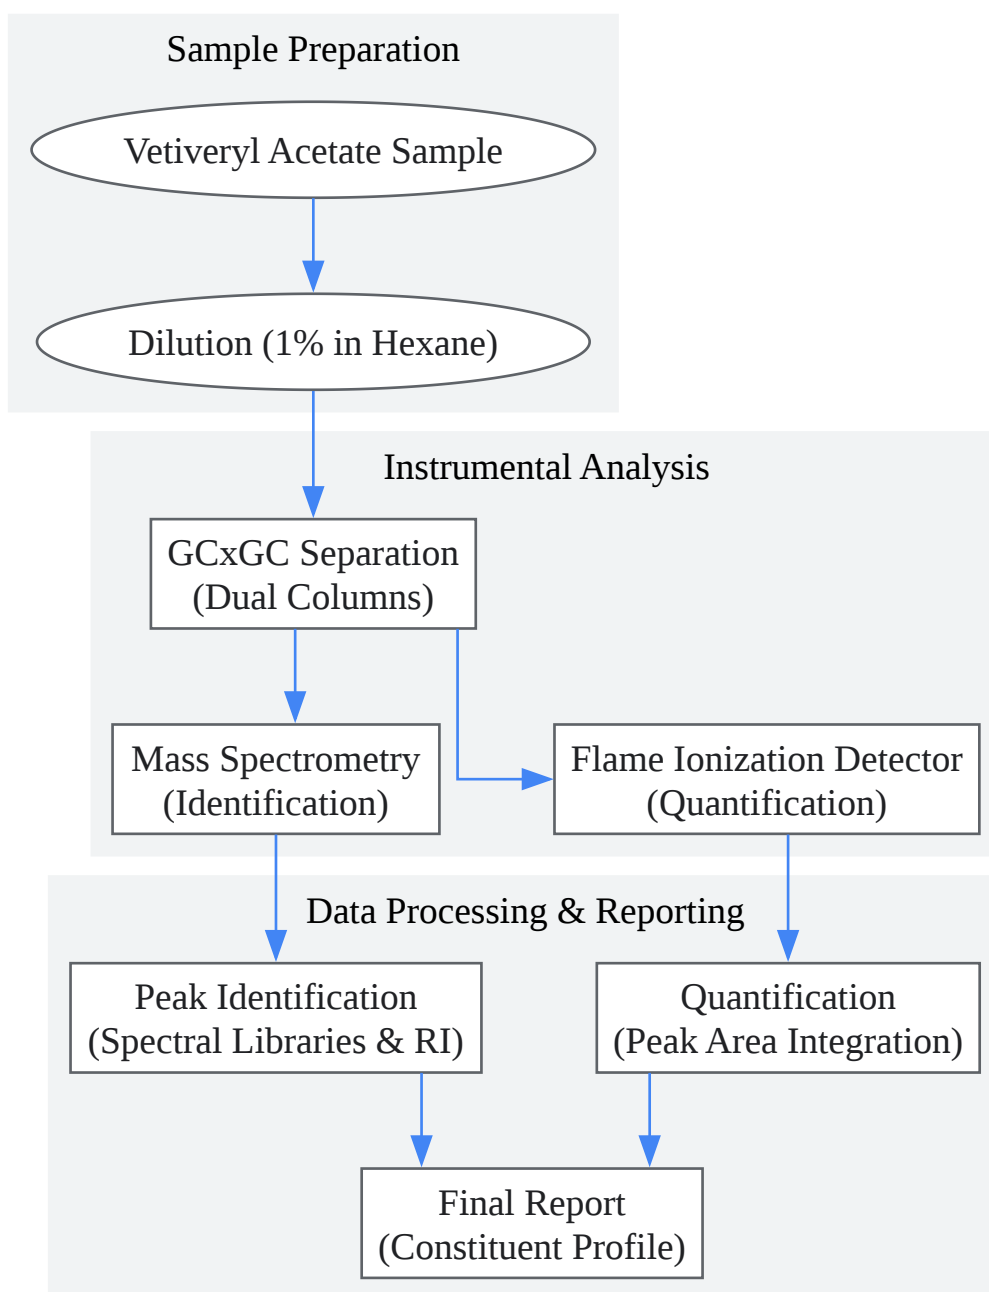 Sample Preparation
Vetiveryl Acetate Sample
Dilution (1% in Hexane)
Instrumental Analysis
GCxGC Separation
(Dual Columns)
Mass Spectrometry
(Identification)
Flame Ionization Detector
(Quantification)
Data Processing & Reporting
Peak Identification
(Spectral Libraries & RI)
Quantification
(Peak Area Integration)
Final Report
(Constituent Profile)